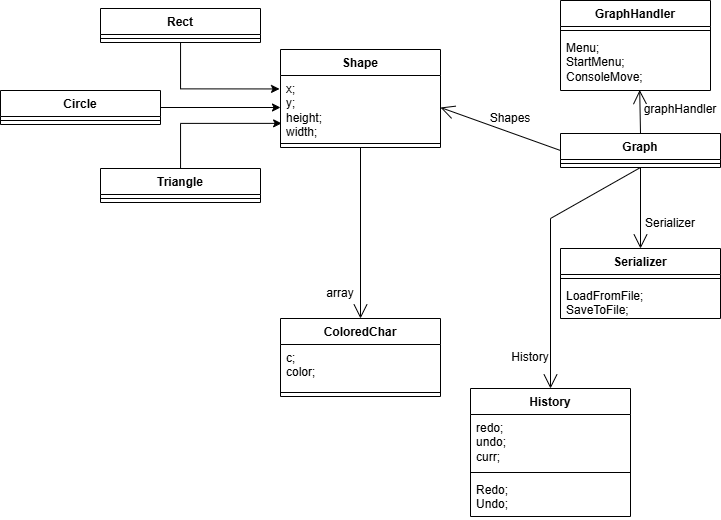 Rect
GraphHandler
Menu;
StartMenu;
ConsoleMove;
Shape
x;
y;
height;
width;
Circle
graphHandler
Shapes
Graph
Triangle
Serializer
Serializer
LoadFromFile;
SaveToFile;
array
ColoredChar
c;
color;
History
History
redo;
undo;
curr;
Redo;
Undo;